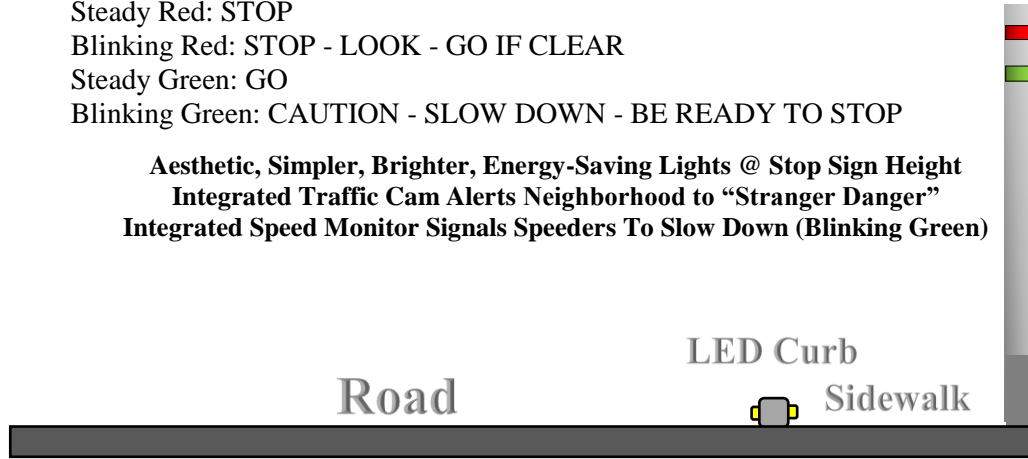 Steady Red: STOP
Blinking Red: STOP - LOOK - GO IF CLEAR
Steady Green: GO
Blinking Green: CAUTION - SLOW DOWN - BE READY TO STOP
Aesthetic, Simpler, Brighter, Energy-Saving Lights @ Stop Sign Height
Integrated Traffic Cam Alerts Neighborhood to “Stranger Danger”
Integrated Speed Monitor Signals Speeders To Slow Down (Blinking Green)
LED Curb
Road
Sidewalk